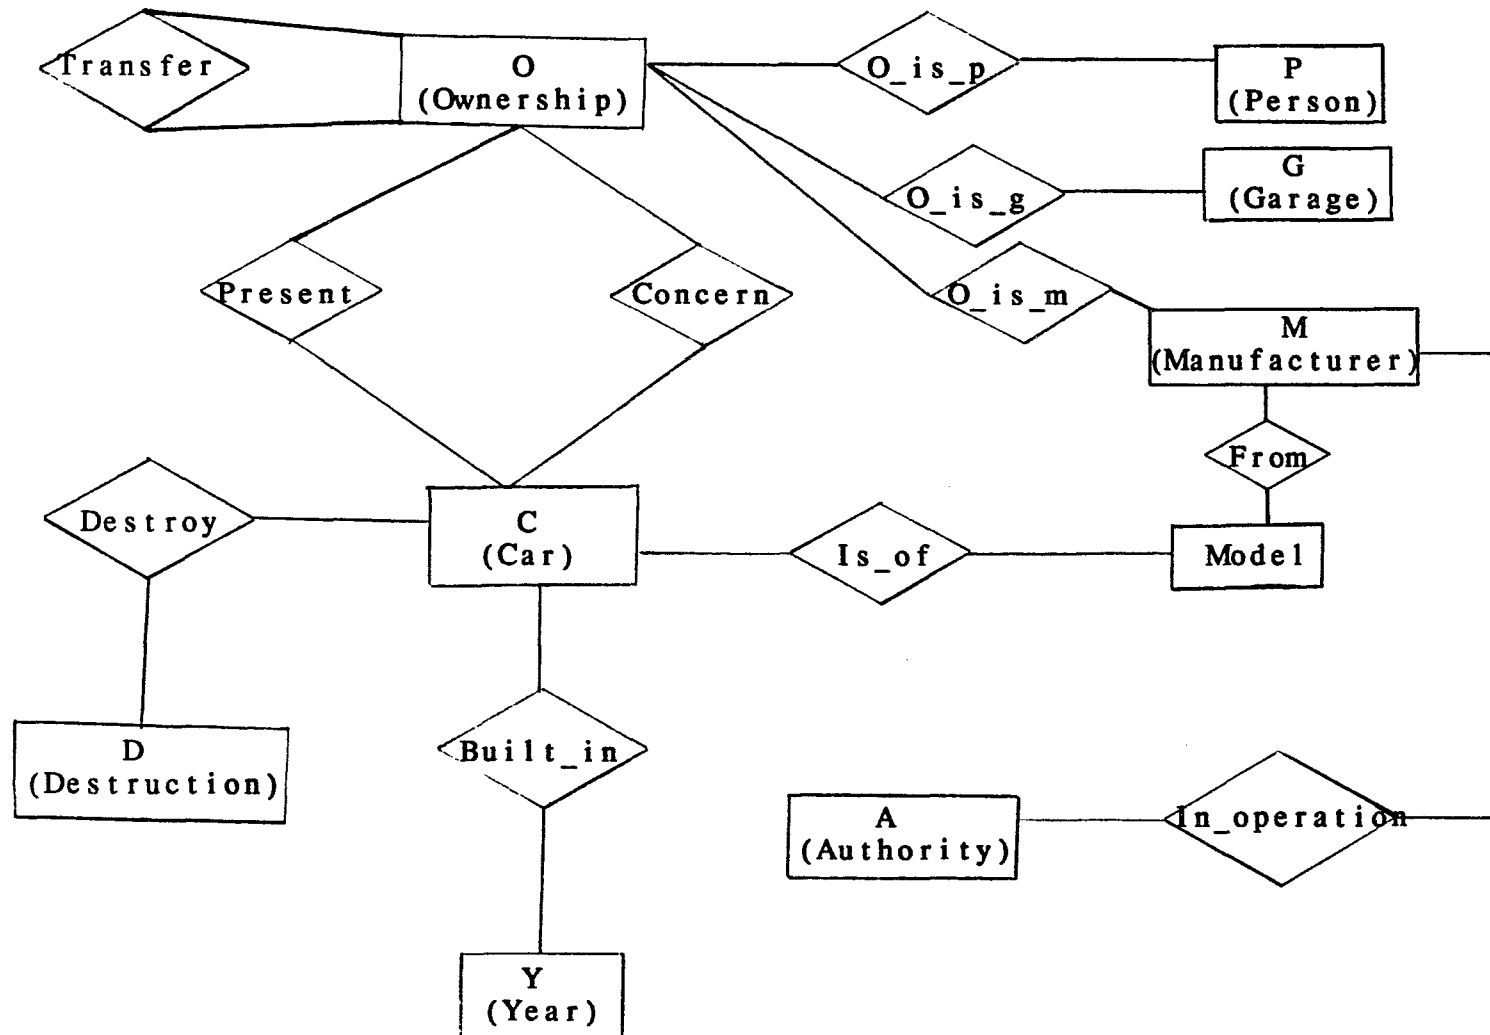 Transfer
O
(Ownership)
O_is_p
P
(Person)
O_is_g
G
(Garage)
Present
Concern
O_is_m
M
(Manufacturer)
From
Destroy
C
(Car)
Is_of
Model
D
(Destruction)
Built_in
A
(Authority)
In_operation
Y
(Year)